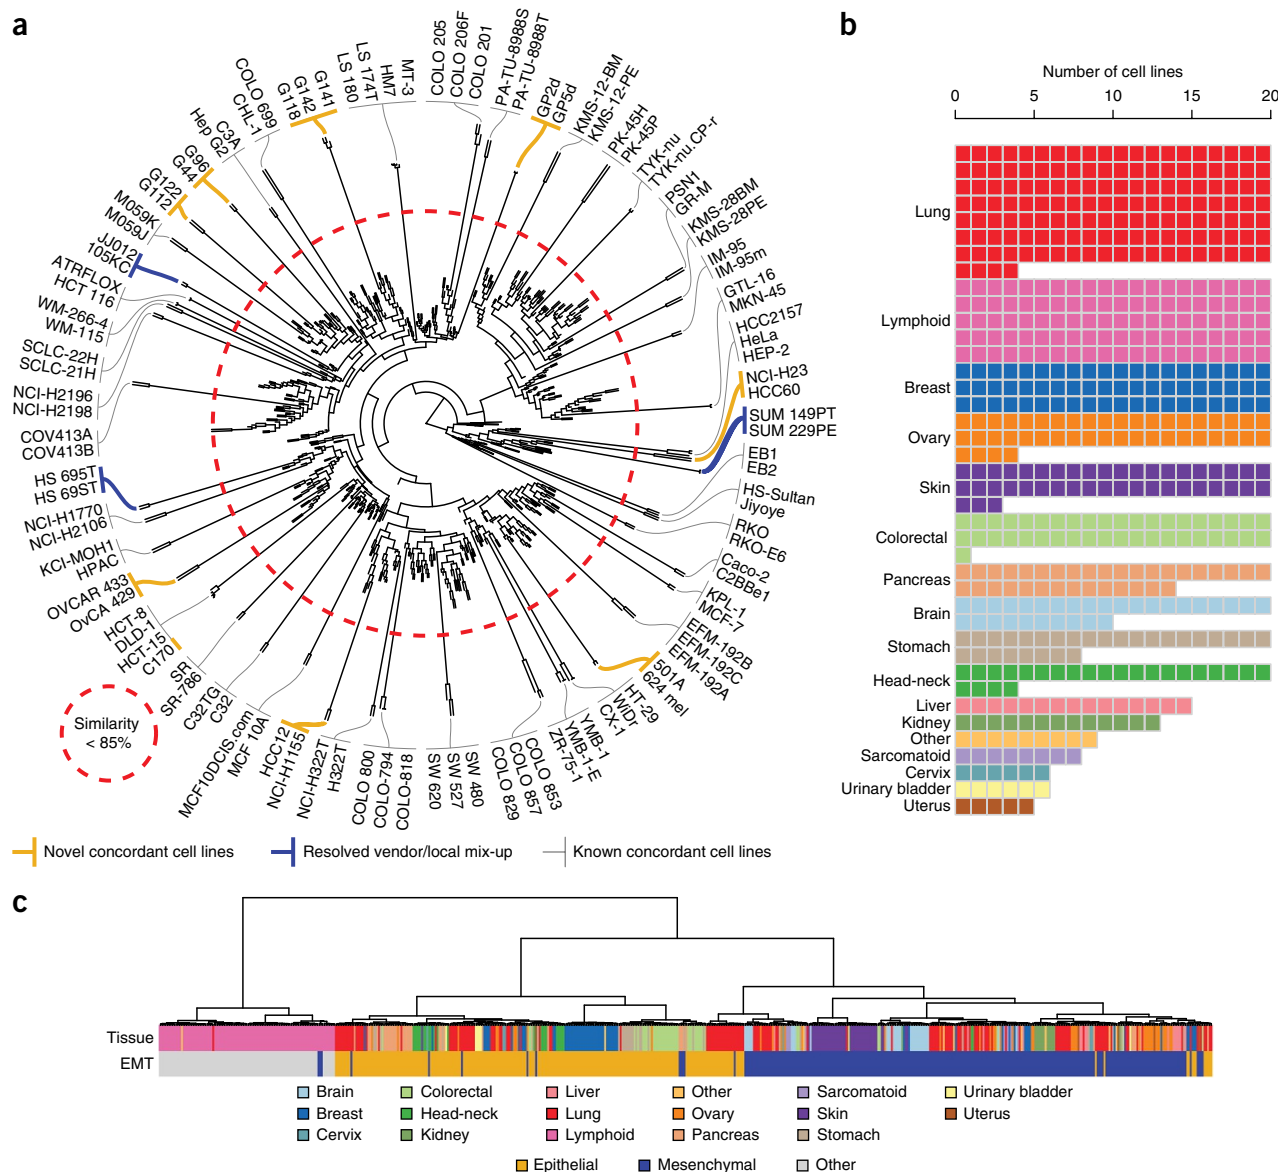 a
b
COLO 205
COLO 206F
COLO 201
PA-TU-8988S
PA-TU-8988T
GP2d
GP5d
KMS-12-BM
KMS-12-PE
PK-45H
PK-45P
TYK-nu
TYK-nu.CP-r
PSN1
GR-M
KMS-28BM
KMS-28PE
IM-95
IM-95m
GTL-16
MKN-45
HCC2157
HeLa
HEP-2
NCI-H23
HCC60
SUM 149PT
SUM 229PE
EB1
EB2
HS-Sultan
Jiyoye
RKO
RKO-E6
Caco-2
C2BBe1
KPL-1
MCF-7
EFM-192B
EFM-192C
EFM-192A
501A
624 mel
HT-29
WiDr
CX-1
YMB-1
YMB-1-E
ZR-75-1
COLO 853
COLO 857
COLO 829
SW 480
SW 527
SW 620
COLO-818
COLO-794
COLO 800
H322T
NCI-H322T
NCI-H1155
HCC12
MCF 10A
MCF10DCIS.com
C32
C32TG
SR-786
SR
C170
HCT-15
DLD-1
HCT-8
OvCA 429
OVCAR 433
HPAC
KCI-MOH1
NCI-H2106
NCI-H1770
HS 69ST
HS 695T
COV413B
COV413A
NCI-H2198
NCI-H2196
SCLC-21H
SCLC-22H
WM-115
WM-266-4
HCT 116
ATRFLOX
105KC
JJ012
M059J
M059K
G112
G122
G44
G96
Hep G2
C3A
CHL-1
COLO 699
G118
G142
G141
LS 180
LS 174T
HM7
MT-3
Similarity
< 85%
Novel concordant cell lines
Resolved vendor/local mix-up
Known concordant cell lines
Number of cell lines
0 5 10 15 20
Lung
Lymphoid
Breast
Ovary
Skin
Colorectal
Pancreas
Brain
Stomach
Head-neck
Liver
Kidney
Other
Sarcomatoid
Cervix
Urinary bladder
Uterus
c
Tissue
EMT
Brain Colorectal Liver Other Sarcomatoid Urinary bladder
Breast Head-neck Lung Ovary Skin Uterus
Cervix Kidney Lymphoid Pancreas Stomach
Epithelial Mesenchymal Other